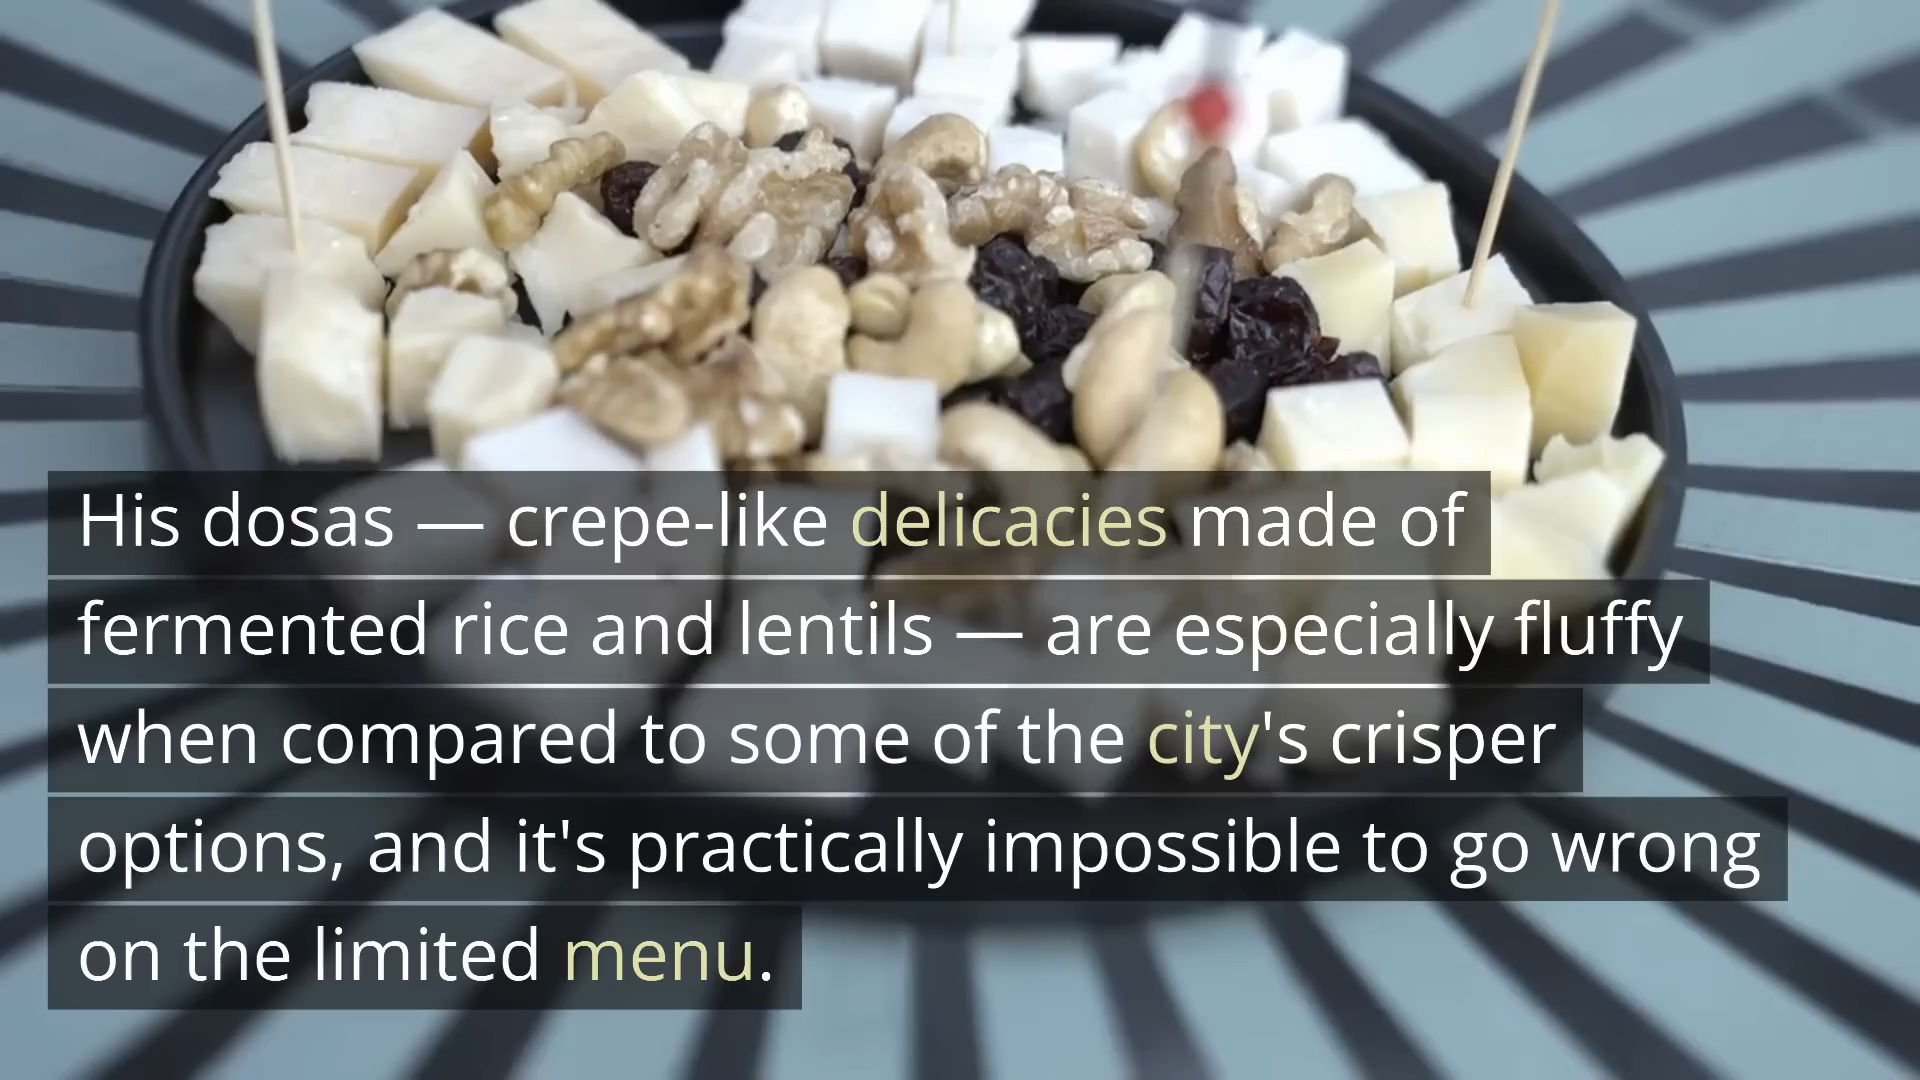 His dosas — crepe-like delicacies made of
fermented rice and lentils — are especially fluffy
when compared to some of the city's crisper
options, and it's practically impossible to go wrong
on the limited menu.